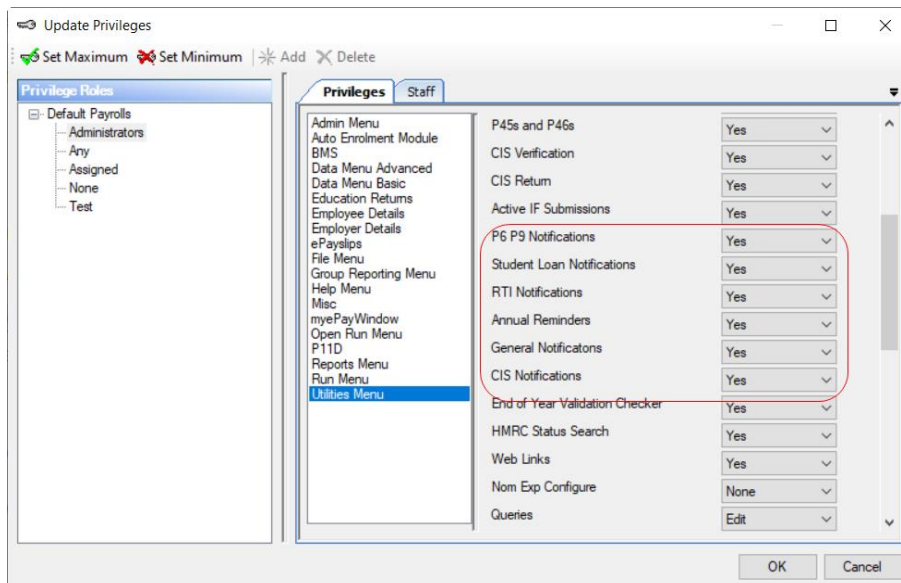 Update Privileges
Set Maximum Set Minimum Add Delete
Privilege Roles
Default Payrolls
Administrators
Any
Assigned
None
Test
Privileges Staff
Admin Menu
Auto Enrolment Module
BMS
Data Menu Advanced
Data Menu Basic
Education Returns
Employee Details
Employer Details
ePayslips
File Menu
Group Reporting Menu
Help Menu
Misc
myePayWindow
Open Run Menu
P11D
Reports Menu
Run Menu
Utilities Menu
P45s and P46s Yes
CIS Verification Yes
CIS Return Yes
Active IF Submissions Yes
P6 P9 Notifications Yes
Student Loan Notifications Yes
RTI Notifications Yes
Annual Reminders Yes
General Notificatons Yes
CIS Notifications Yes
End of Year Validation Checker Yes
HMRC Status Search Yes
Web Links Yes
Nom Exp Configure None
Queries Edit
OK Cancel